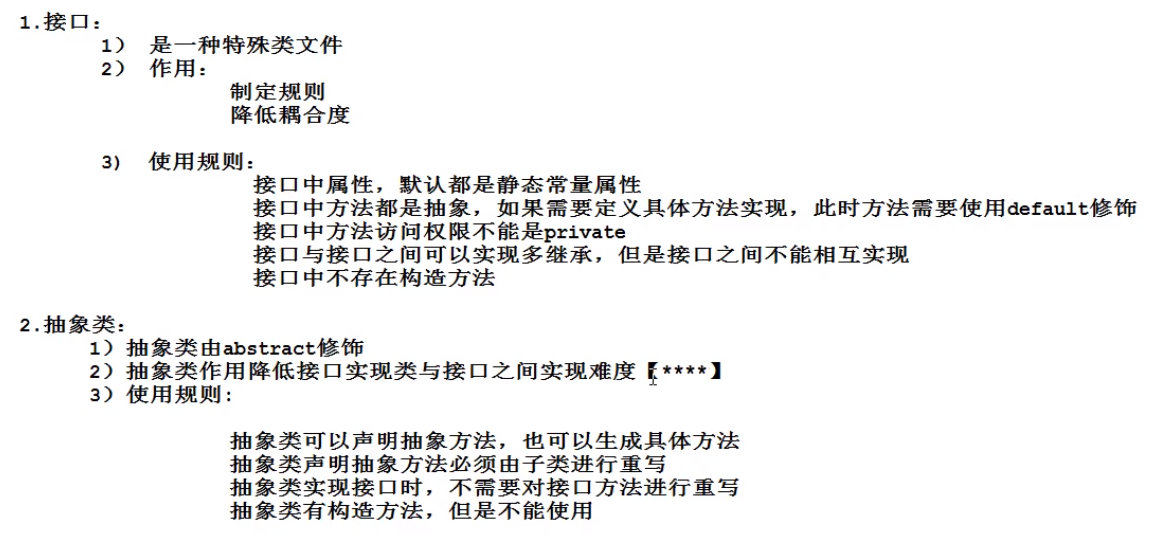 1.接口：
1） 是一种特殊类文件
2） 作用：
制定规则
降低耦合度
3) 使用规则：
接口中属性，默认都是静态常量属性
接口中方法都是抽象，如果需要定义具体方法实现，此时方法需要使用default修饰
接口中方法访问权限不能是private
接口与接口之间可以实现多继承，但是接口之间不能相互实现
接口中不存在构造方法
2.抽象类：
1）抽象类由abstract修饰
2）抽象类作用降低接口实现类与接口之间实现难度【****】
3）使用规则：
抽象类可以声明抽象方法，也可以生成具体方法
抽象类声明抽象方法必须由子类进行重写
抽象类实现接口时，不需要对接口方法进行重写
抽象类有构造方法，但是不能使用